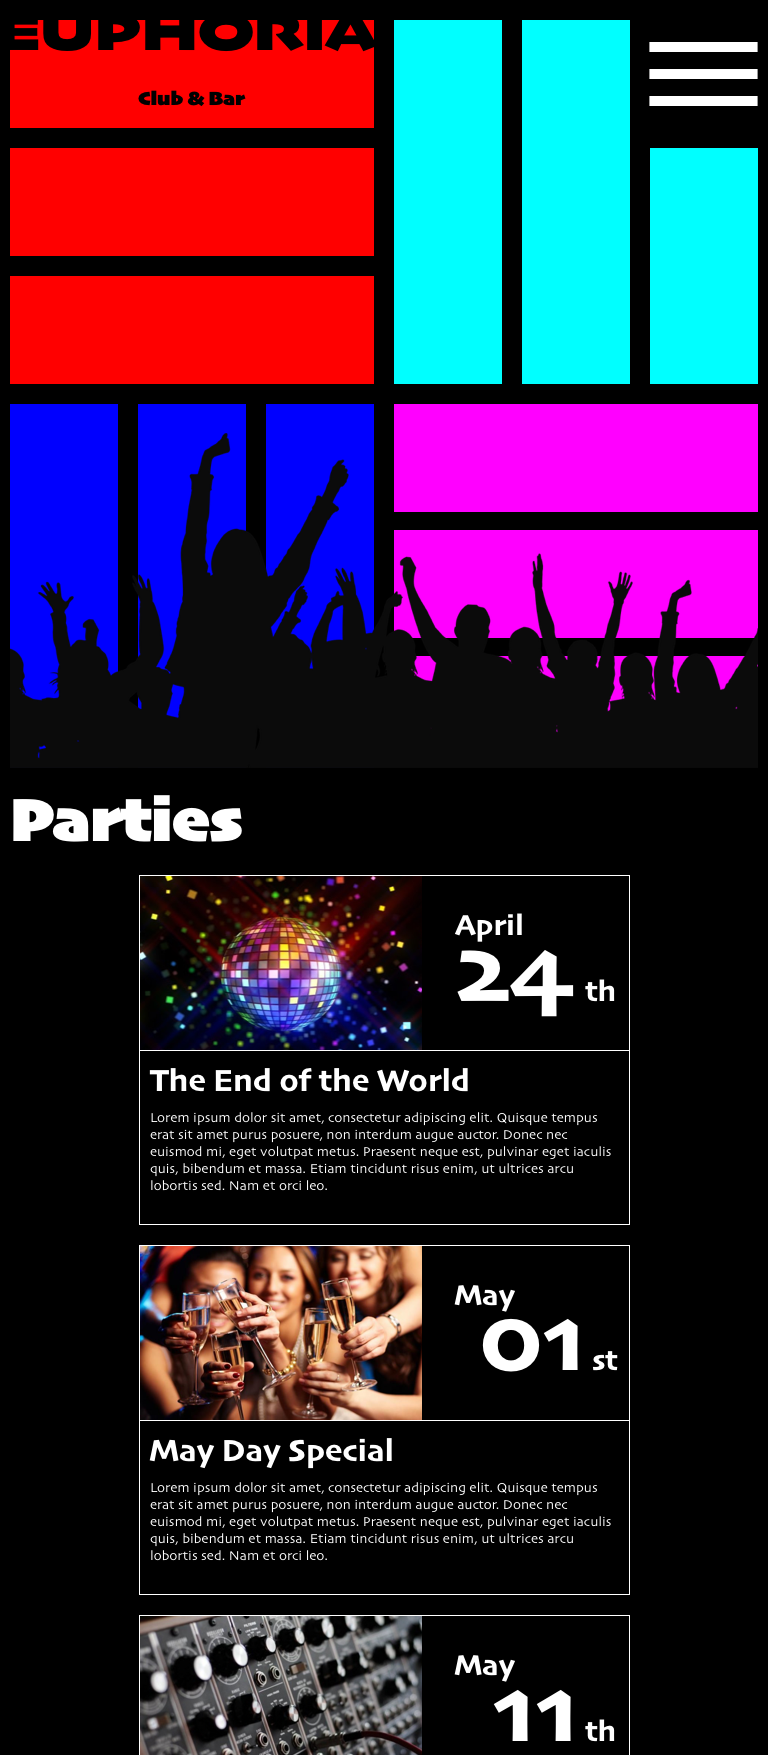 EUPHORIA
Club & Bar
Parties
April
24 th
The End of the World
Lorem ipsum dolor sit amet, consectetur adipiscing elit. Quisque tempus
erat sit amet purus posuere, non interdum augue auctor. Donec nec
euismod mi, eget volutpat metus. Praesent neque est, pulvinar eget iaculis
quis, bibendum et massa. Etiam tincidunt risus enim, ut ultrices arcu
lobortis sed. Nam et orci leo.
May
01 st
May Day Special
Lorem ipsum dolor sit amet, consectetur adipiscing elit. Quisque tempus
erat sit amet purus posuere, non interdum augue auctor. Donec nec
euismod mi, eget volutpat metus. Praesent neque est, pulvinar eget iaculis
quis, bibendum et massa. Etiam tincidunt risus enim, ut ultrices arcu
lobortis sed. Nam et orci leo.
May
11 th